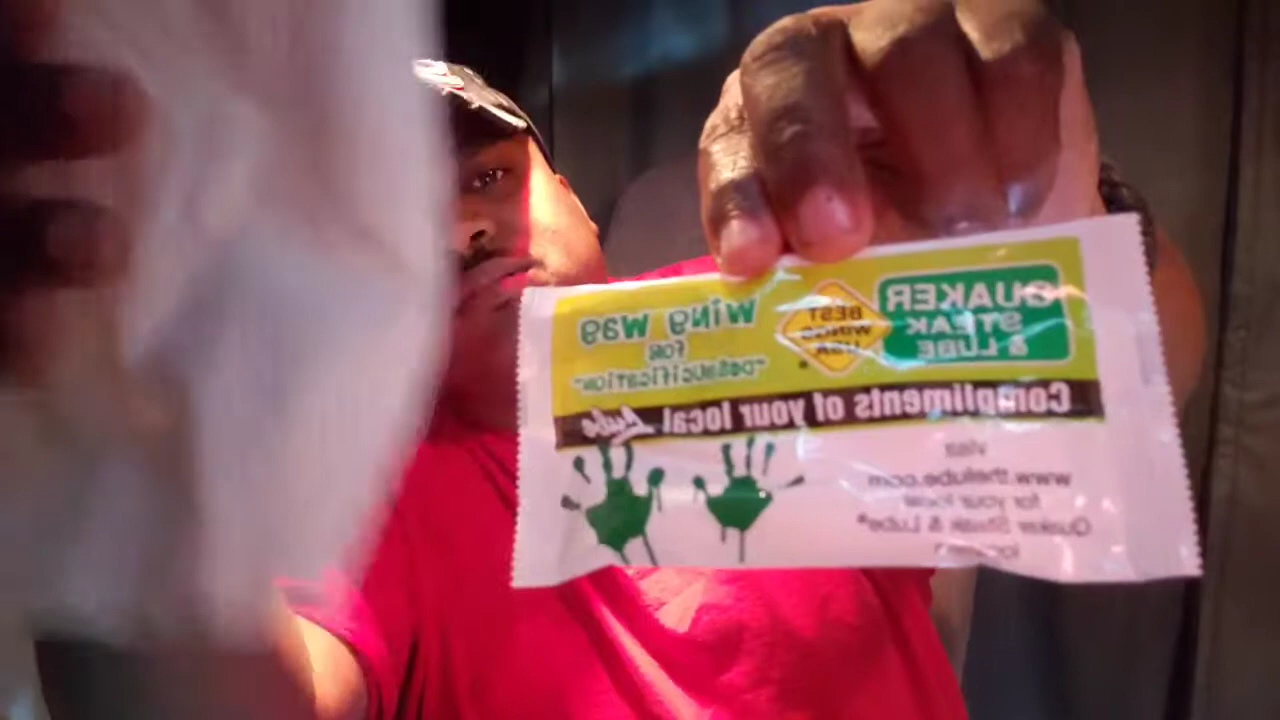 QUAKER
STEAK
& LUBE
BEST
WINGS
USA
WING WAG
FOR
"DeSAUCIFICATION"
Compliments of your local Lube
visit
www.thelube.com
for your local
Quaker Steak & Lube®
location